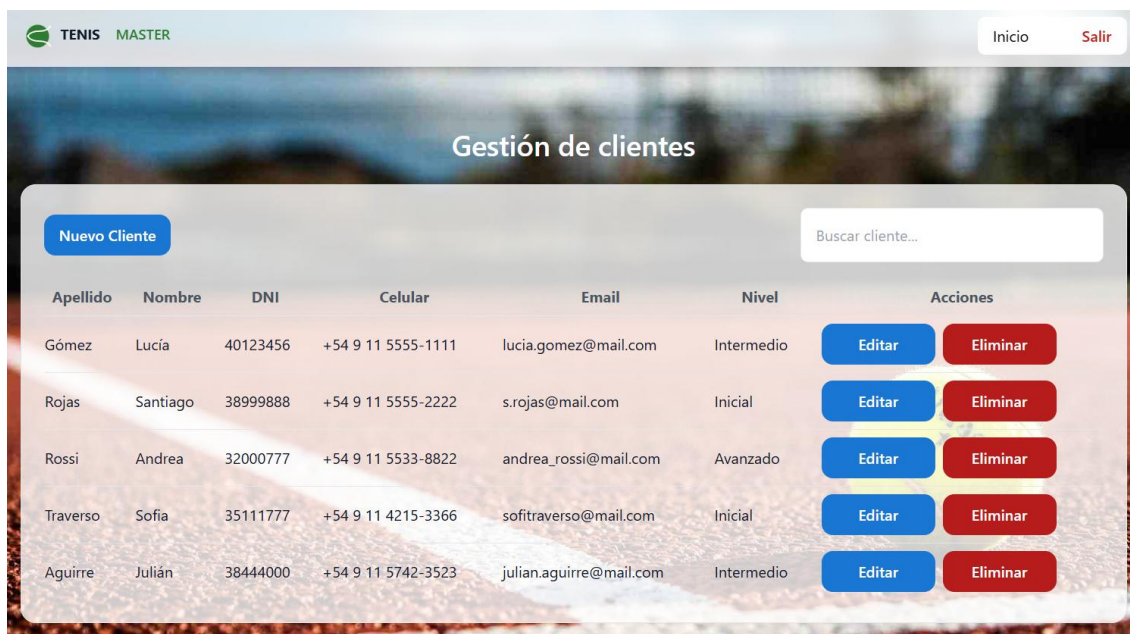 TENIS MASTER Inicio Salir
Gestión de clientes
Nuevo Cliente Buscar cliente...
Apellido Nombre DNI Celular Email Nivel Acciones
Gómez Lucía 40123456 +54 9 11 5555-1111 lucia.gomez@mail.com Intermedio Editar Eliminar
Rojas Santiago 38999888 +54 9 11 5555-2222 s.rojas@mail.com Inicial Editar Eliminar
Rossi Andrea 32000777 +54 9 11 5533-8822 andrea_rossi@mail.com Avanzado Editar Eliminar
Traverso Sofia 35111777 +54 9 11 4215-3366 sofitraverso@mail.com Inicial Editar Eliminar
Aguirre Julián 38444000 +54 9 11 5742-3523 julian.aguirre@mail.com Intermedio Editar Eliminar